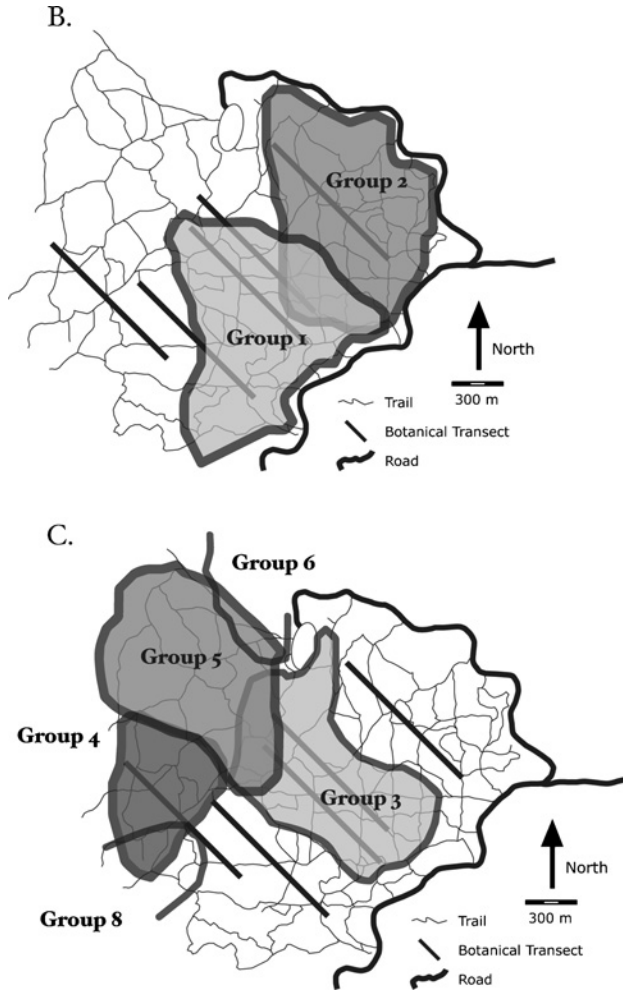 B.
Group 2
Group 1
North
300 m
Trail
Botanical Transect
Road
C.
Group 6
Group 5
Group 4
Group 3
Group 8
North
300 m
Trail
Botanical Transect
Road